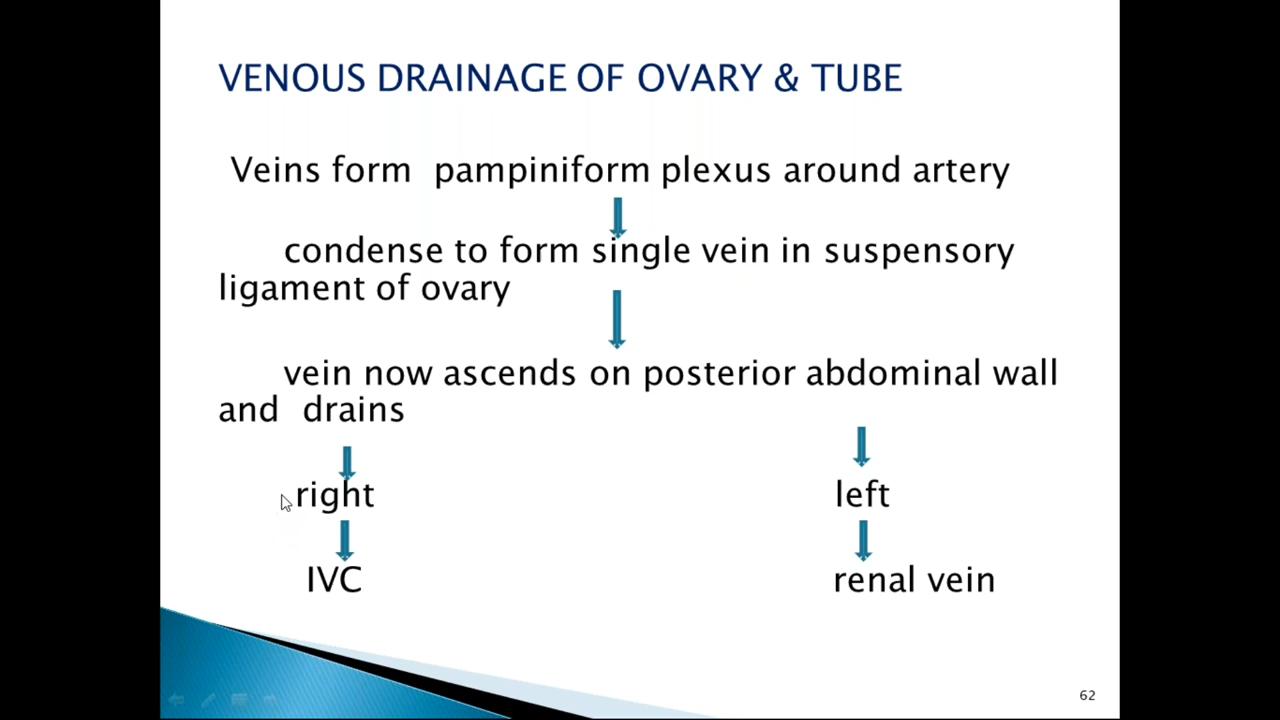 VENOUS DRAINAGE OF OVARY & TUBE
Veins form pampiniform plexus around artery
condense to form single vein in suspensory
ligament of ovary
vein now ascends on posterior abdominal wall
and drains
right left
IVC renal vein
62